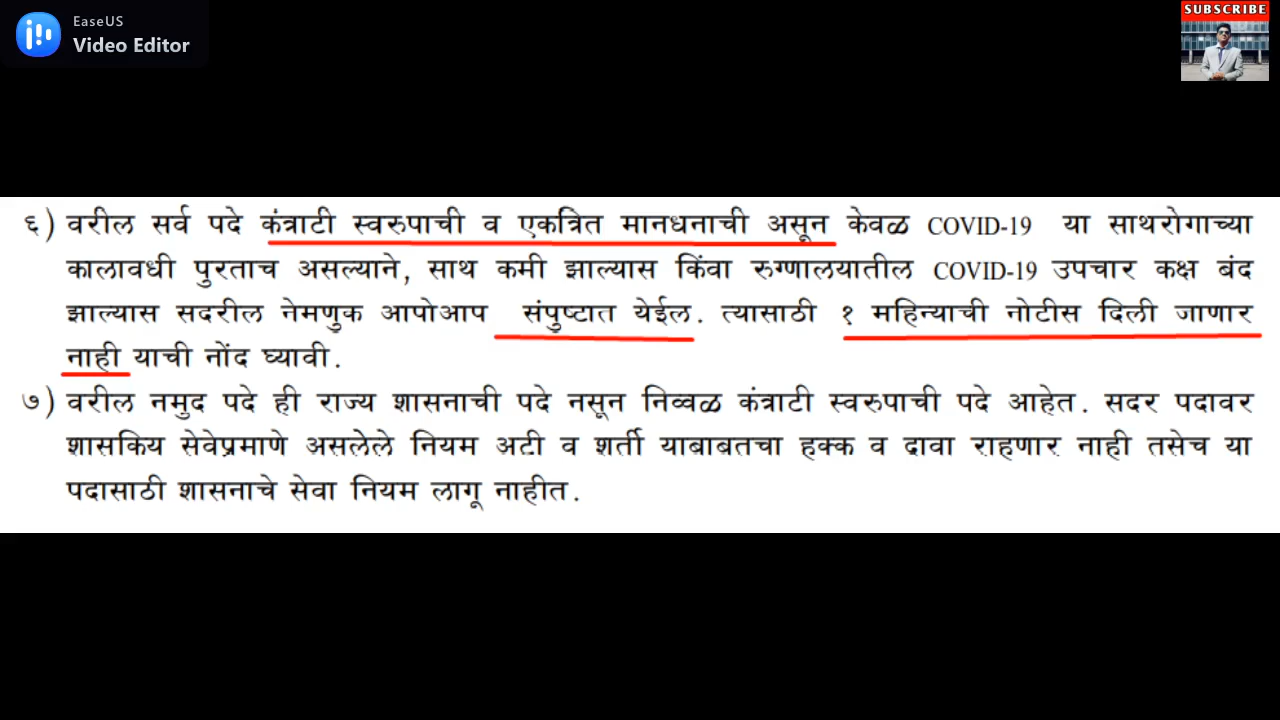 EaseUS
Video Editor
SUBSCRIBE
६) वरील सर्व पदे कंत्राटी स्वरुपाची व एकत्रित मानधनाची असून केवळ COVID-19 या साथरोगाच्या
कालावधी पुरताच असल्याने, साथ कमी झाल्यास किंवा रुग्णालयातील COVID-19 उपचार कक्ष बंद
झाल्यास सदरील नेमणुक आपोआप संपुष्टात येईल. त्यासाठी १ महिन्याची नोटीस दिली जाणार
नाही याची नोंद घ्यावी.
७) वरील नमुद पदे ही राज्य शासनाची पदे नसून निव्वळ कंत्राटी स्वरुपाची पदे आहेत. सदर पदावर
शासकिय सेवेप्रमाणे असलेले नियम अटी व शर्ती याबाबतचा हक्क व दावा राहणार नाही तसेच या
पदासाठी शासनाचे सेवा नियम लागू नाहीत.